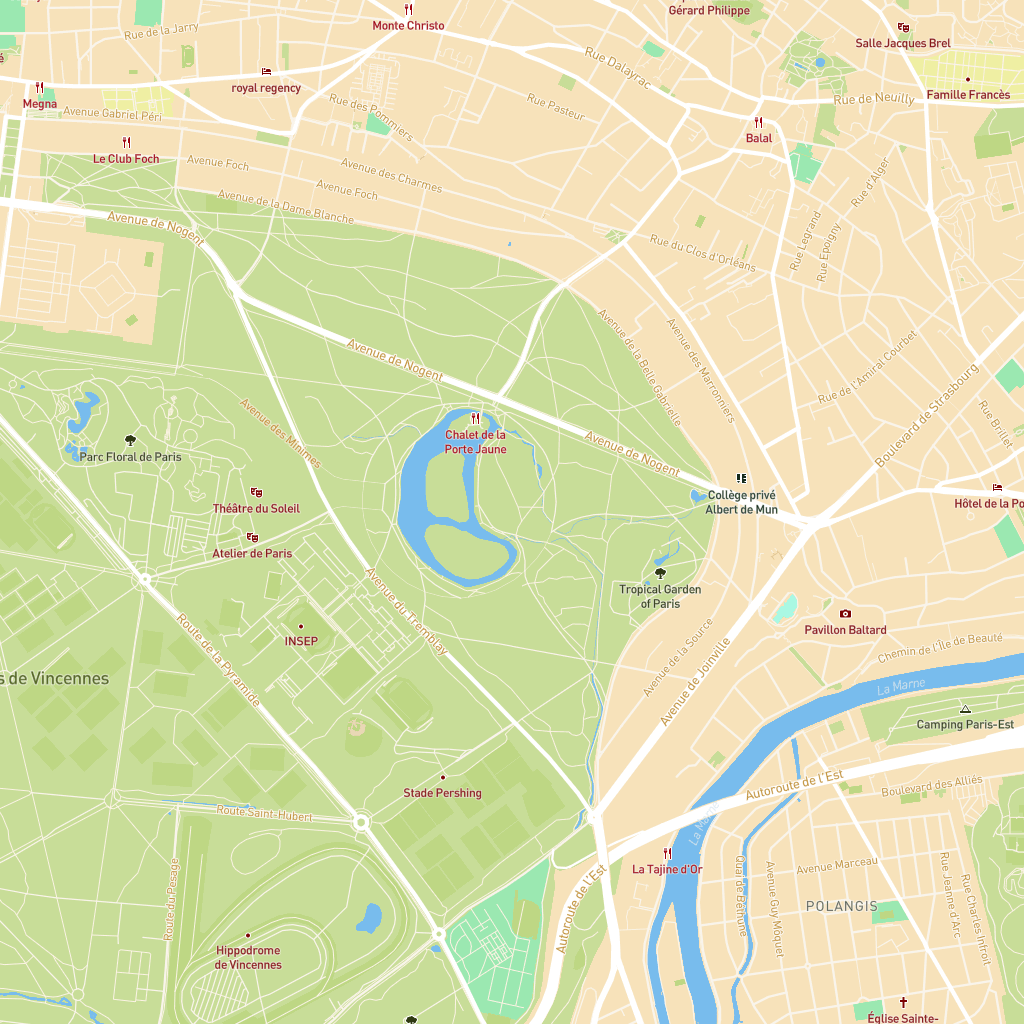 Gérard Philippe
Monte Christo
Rue de la Jarry
Salle Jacques Brel
Rue Dalayrac
royal regency
Famille Francès
Megna
Rue des Pommiers
Rue Pasteur
Rue de Neuilly
Avenue Gabriel Péri
Balal
Le Club Foch
Avenue Foch
Avenue des Charmes
Rue d'Alger
Avenue Foch
Avenue de la Dame Blanche
Avenue de Nogent
Rue Legrand
Rue Epoigny
Rue du Clos d'Orléans
Avenue de la Belle Gabrielle
Avenue des Marronniers
Avenue de Nogent
Rue de l'Amiral Courbet
Boulevard de Strasbourg
Avenue des Minimes
Rue Brillet
Chalet de la
Porte Jaune
Avenue de Nogent
Parc Floral de Paris
Collège privé
Albert de Mun
Théâtre du Soleil
Hôtel de la Po
Atelier de Paris
Tropical Garden
of Paris
Avenue du Tremblay
Pavillon Baltard
INSEP
Route de la Pyramide
Avenue de la Source
Avenue de Joinville
Chemin de l'Île de Beauté
s de Vincennes
La Marne
Camping Paris-Est
Stade Pershing
Autoroute de l'Est
Boulevard des Alliés
Route Saint-Hubert
La Marne
La Tajine d'Or
Avenue Marceau
Route du Pesage
Autoroute de l'Est
Quai de Béthune
Avenue Guy Môquet
POLANGIS
Rue Jeanne d'Arc
Rue Charles Infroit
Hippodrome
de Vincennes
Église Sainte-